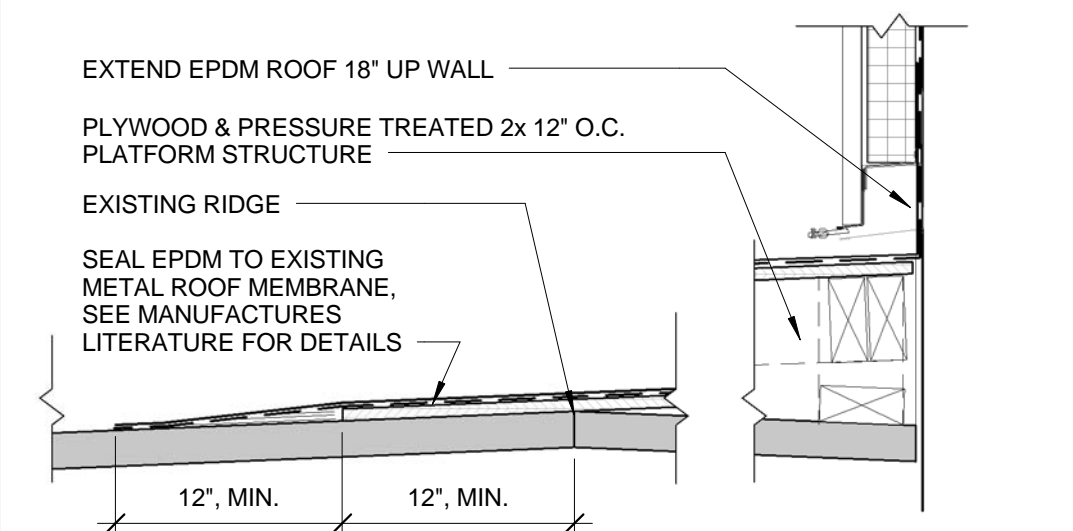 EXTEND EPDM ROOF 18" UP WALL
PLYWOOD & PRESSURE TREATED 2x 12" O.C.
PLATFORM STRUCTURE
EXISTING RIDGE
SEAL EPDM TO EXISTING
METAL ROOF MEMBRANE,
SEE MANUFACTURES
LITERATURE FOR DETAILS
12", MIN.
12", MIN.